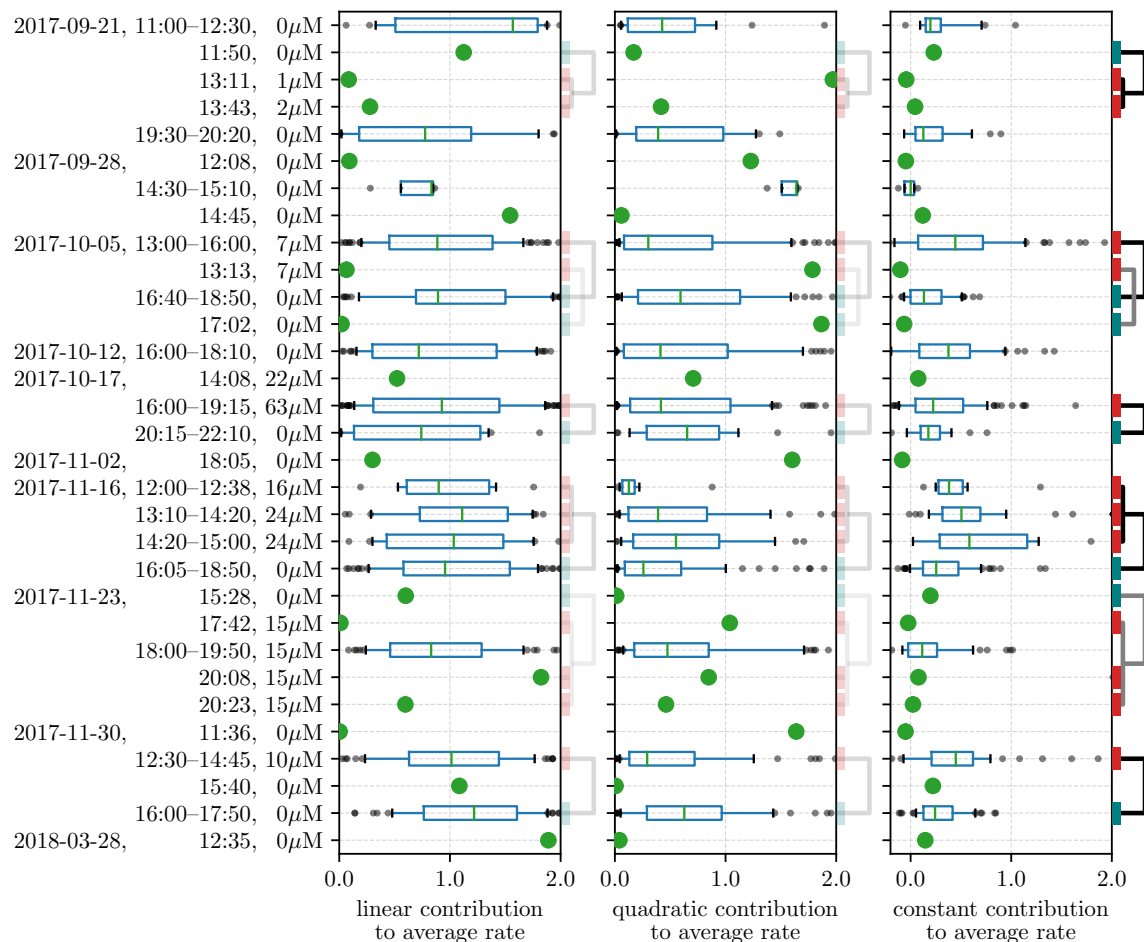 2017-09-21, 11:00–12:30, 0μM
11:50, 0μM
13:11, 1μM
13:43, 2μM
19:30–20:20, 0μM
2017-09-28, 12:08, 0μM
14:30–15:10, 0μM
14:45, 0μM
2017-10-05, 13:00–16:00, 7μM
13:13, 7μM
16:40–18:50, 0μM
17:02, 0μM
2017-10-12, 16:00–18:10, 0μM
2017-10-17, 14:08, 22μM
16:00–19:15, 63μM
20:15–22:10, 0μM
2017-11-02, 18:05, 0μM
2017-11-16, 12:00–12:38, 16μM
13:10–14:20, 24μM
14:20–15:00, 24μM
16:05–18:50, 0μM
2017-11-23, 15:28, 0μM
17:42, 15μM
18:00–19:50, 15μM
20:08, 15μM
20:23, 15μM
2017-11-30, 11:36, 0μM
12:30–14:45, 10μM
15:40, 0μM
16:00–17:50, 0μM
2018-03-28, 12:35, 0μM
0.0 1.0 2.0 0.0 1.0 2.0 0.0 1.0 2.0
linear contribution
to average rate
quadratic contribution
to average rate
constant contribution
to average rate